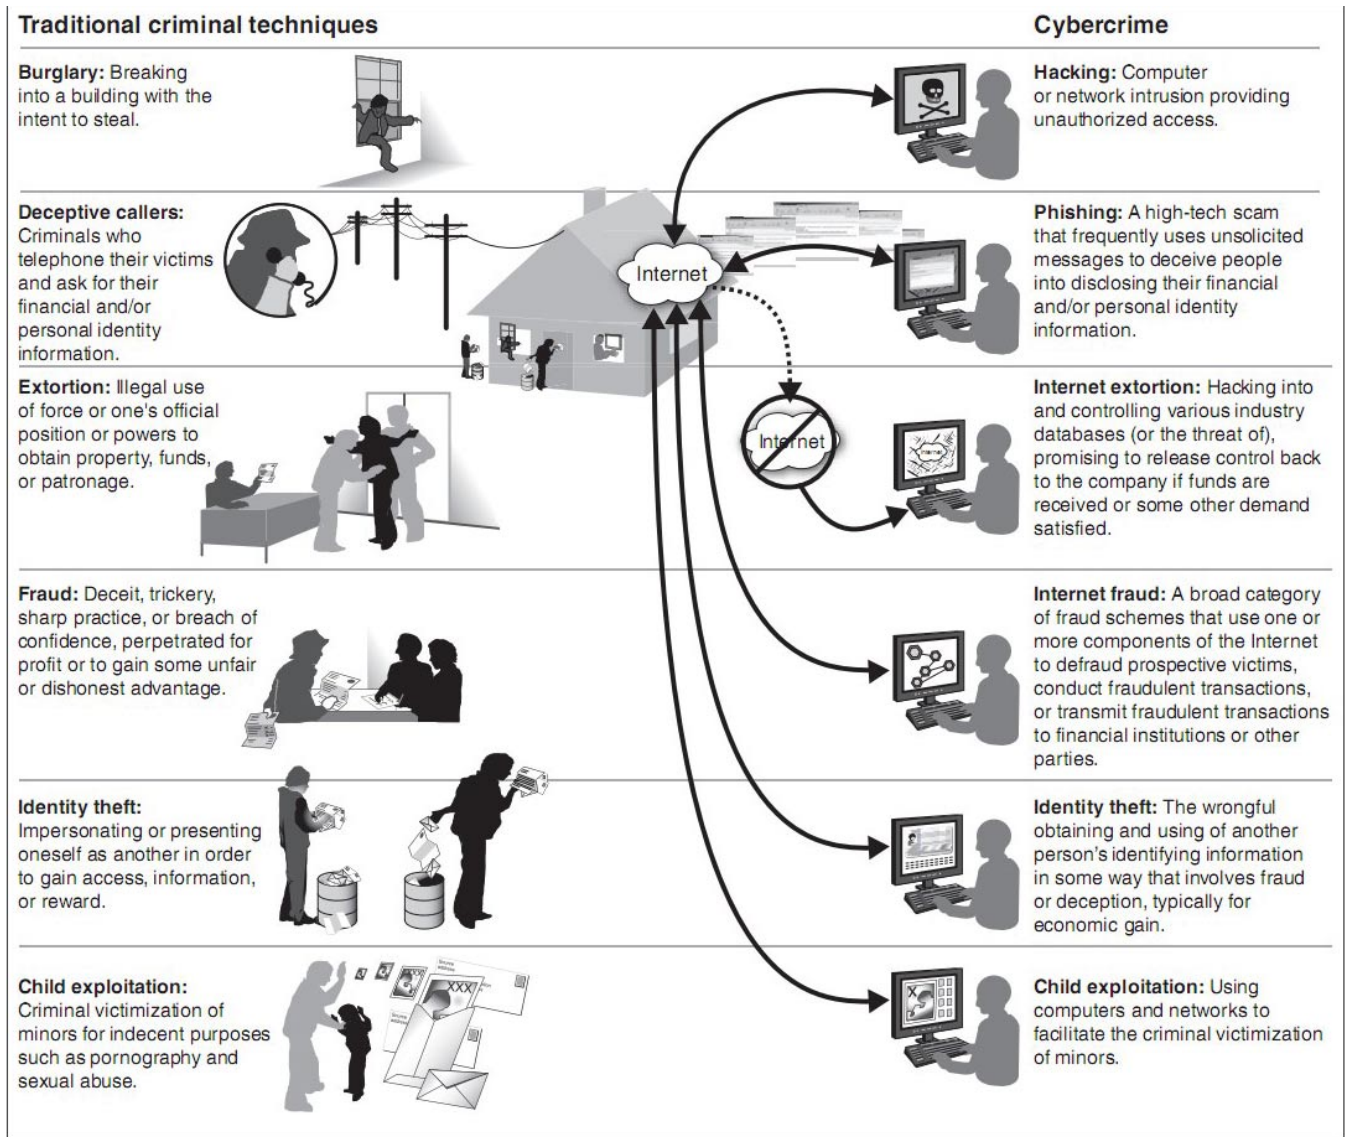 Traditional criminal techniques
Cybercrime
Burglary: Breaking
into a building with the
intent to steal.
Hacking: Computer
or network intrusion providing
unauthorized access.
Deceptive callers:
Criminals who
telephone their victims
and ask for their
financial and/or
personal identity
information.
Internet
Phishing: A high-tech scam
that frequently uses unsolicited
messages to deceive people
into disclosing their financial
and/or personal identity
information.
Extortion: Illegal use
of force or one's official
position or powers to
obtain property, funds,
or patronage.
Internet
Internet
Internet extortion: Hacking into
and controlling various industry
databases (or the threat of),
promising to release control back
to the company if funds are
received or some other demand
satisfied.
Fraud: Deceit, trickery,
sharp practice, or breach of
confidence, perpetrated for
profit or to gain some unfair
or dishonest advantage.
Internet fraud: A broad category
of fraud schemes that use one or
more components of the Internet
to defraud prospective victims,
conduct fraudulent transactions,
or transmit fraudulent transactions
to financial institutions or other
parties.
Identity theft:
Impersonating or presenting
oneself as another in order
to gain access, information,
or reward.
Identity theft: The wrongful
obtaining and using of another
person's identifying information
in some way that involves fraud
or deception, typically for
economic gain.
Child exploitation:
Criminal victimization of
minors for indecent purposes
such as pornography and
sexual abuse.
XXX
XXX
Source
address
Source
address
X
Child exploitation: Using
computers and networks to
facilitate the criminal victimization
of minors.